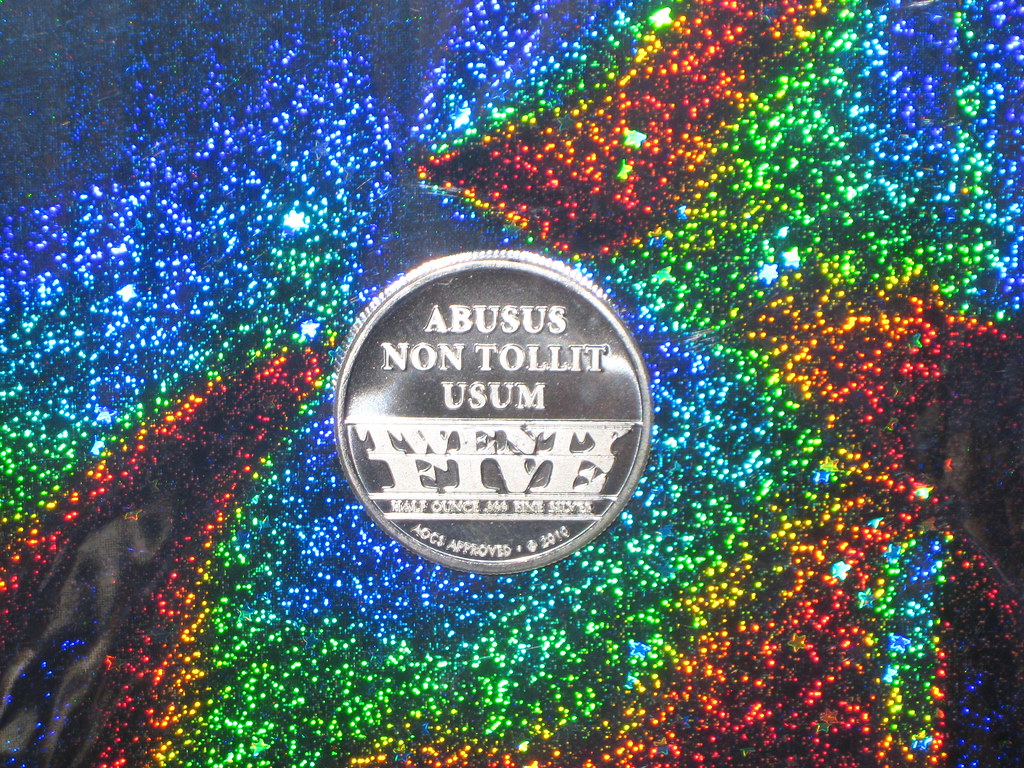 ABUSUS
NON TOLLIT
USUM
TWENTY
FIVE
HALF OUNCE .999 FINE SILVER
AOCS APPROVED • © 2010